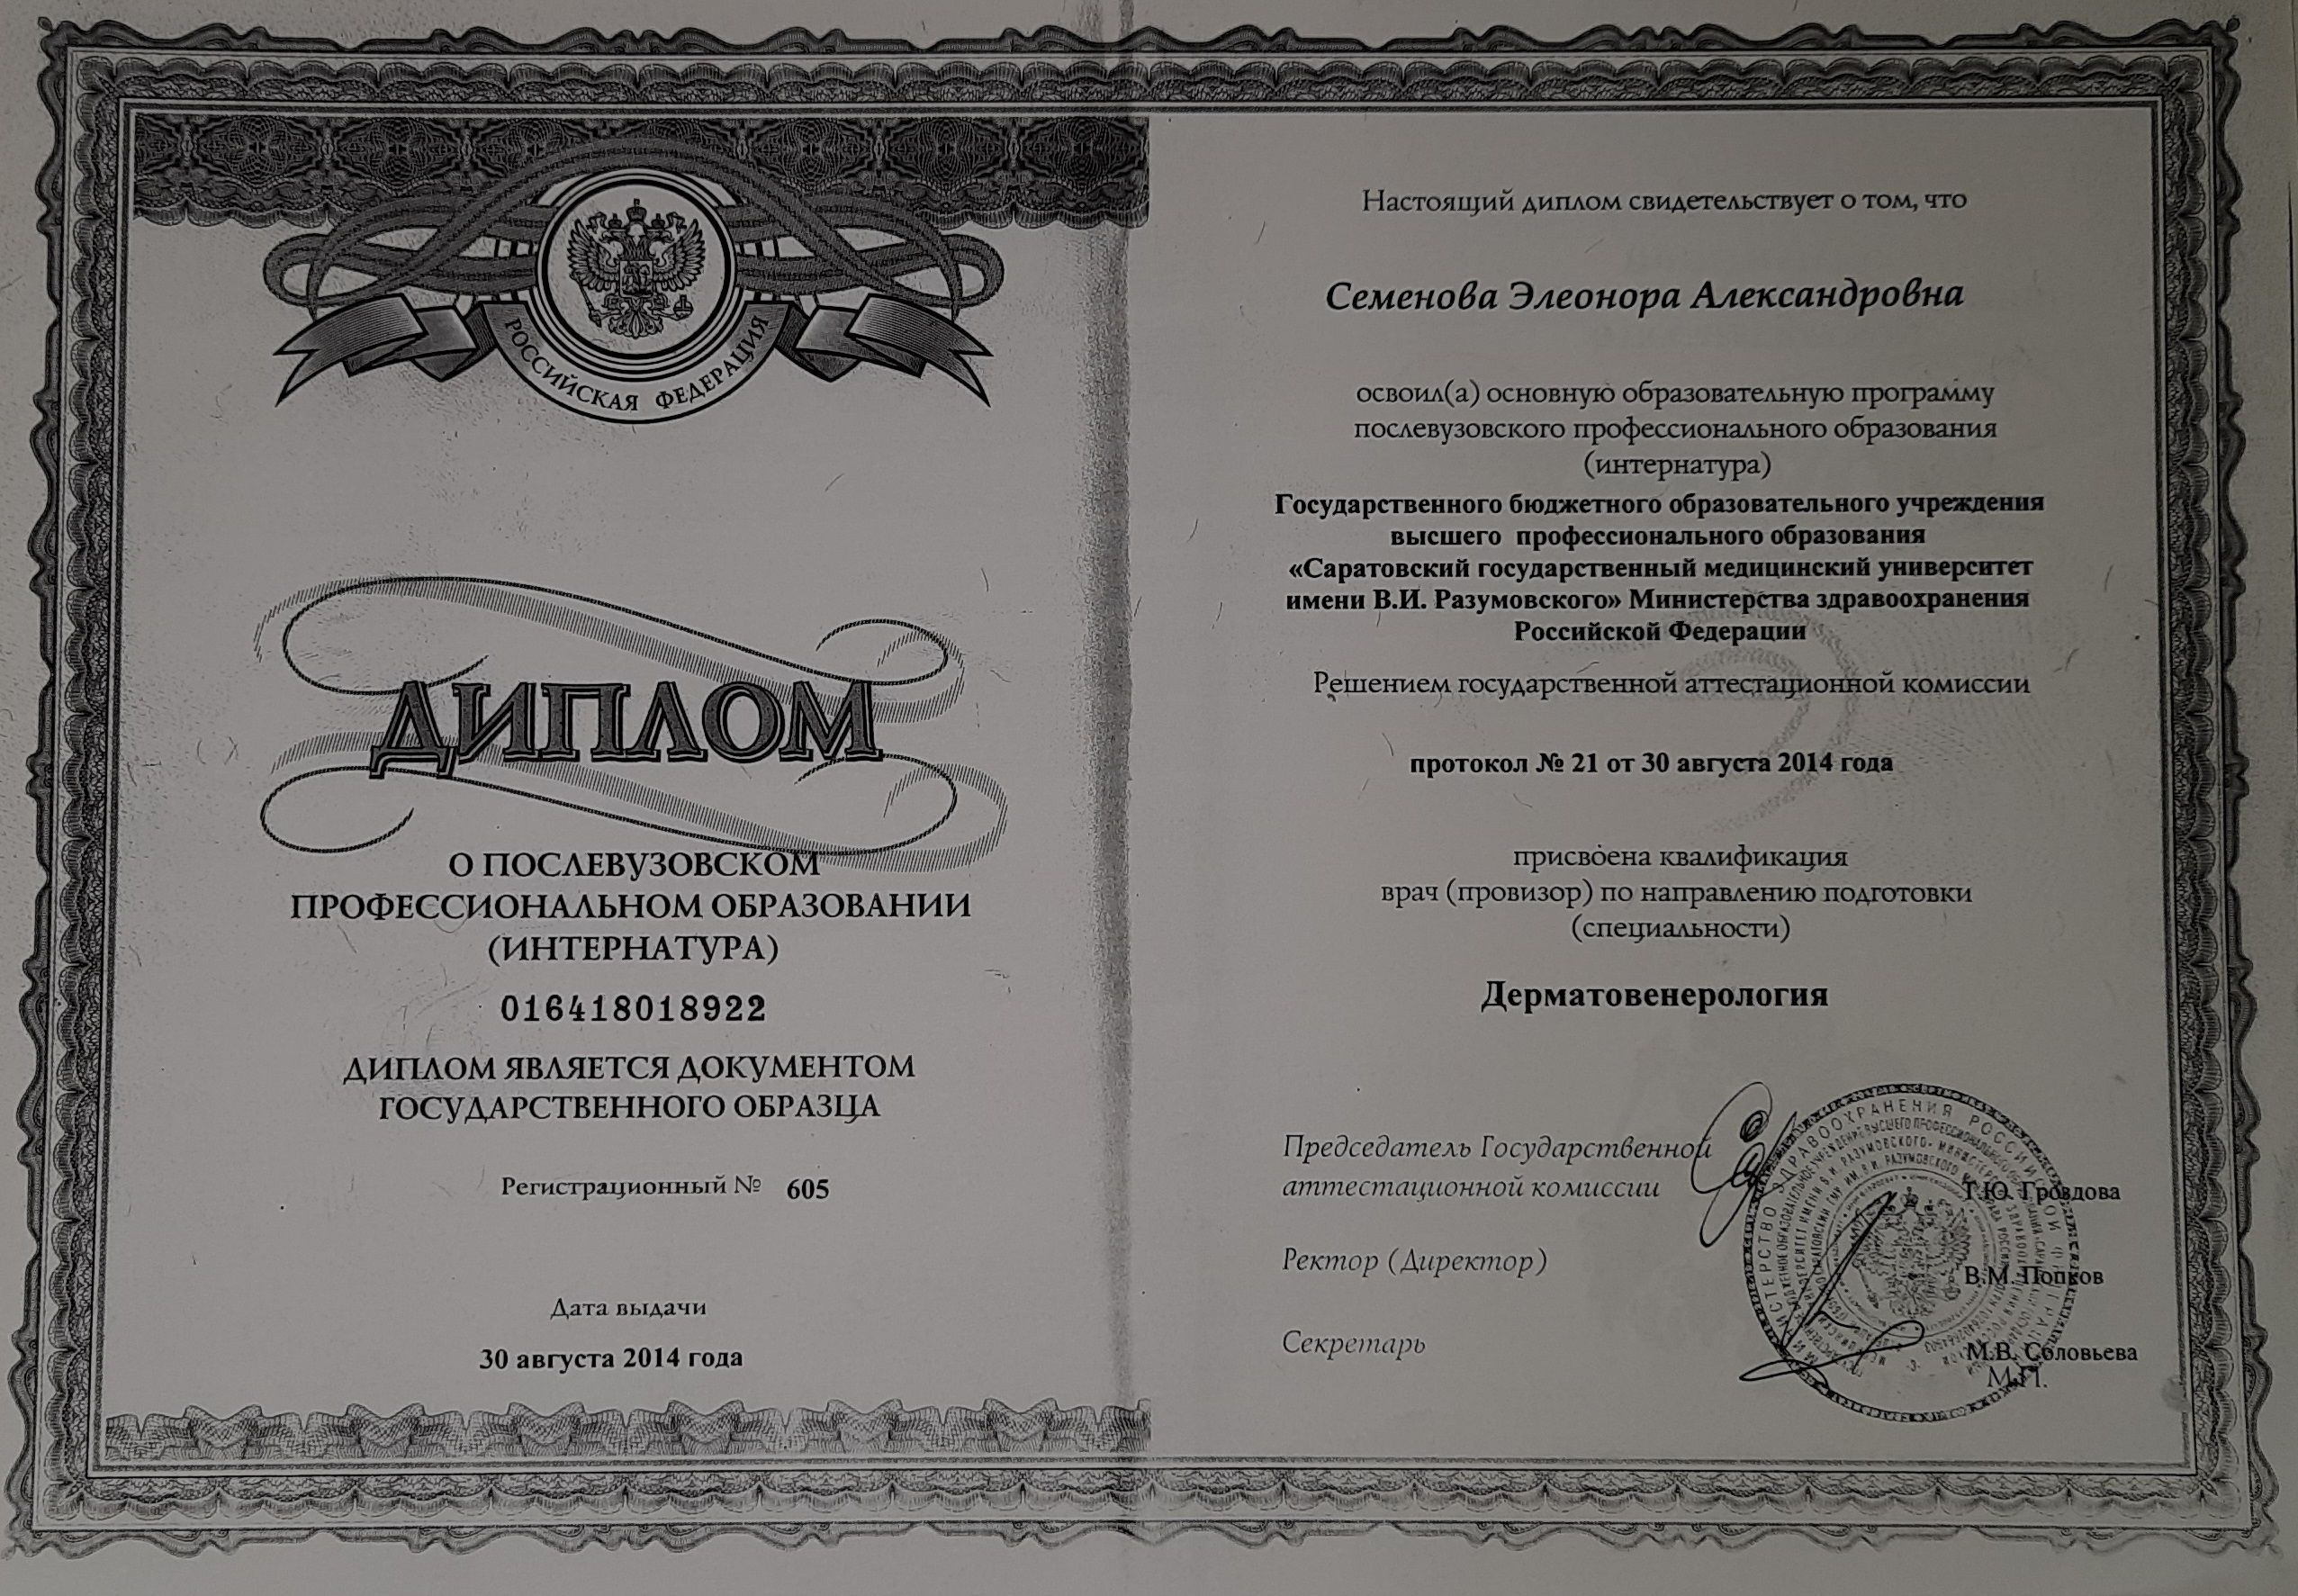 РОССИЙСКАЯ ФЕДЕРАЦИЯ
ДИПЛОМ
О ПОСЛЕВУЗОВСКОМ
ПРОФЕССИОНАЛЬНОМ ОБРАЗОВАНИИ
(ИНТЕРНАТУРА)
016418018922
ДИПЛОМ ЯВЛЯЕТСЯ ДОКУМЕНТОМ
ГОСУДАРСТВЕННОГО ОБРАЗЦА
Регистрационный № 605
Дата выдачи
30 августа 2014 года
Настоящий диплом свидетельствует о том, что
Семенова Элеонора Александровна
освоил(а) основную образовательную программу
послевузовского профессионального образования
(интернатура)
Государственного бюджетного образовательного учреждения
высшего профессионального образования
«Саратовский государственный медицинский университет
имени В.И. Разумовского» Министерства здравоохранения
Российской Федерации
Решением государственной аттестационной комиссии
протокол № 21 от 30 августа 2014 года
присвоена квалификация
врач (провизор) по направлению подготовки
(специальности)
Дерматовенерология
Председатель Государственной
аттестационной комиссии Т.Ю. Гроздова
Ректор (Директор) В.М. Попков
Секретарь М.В. Соловьева
М.П.